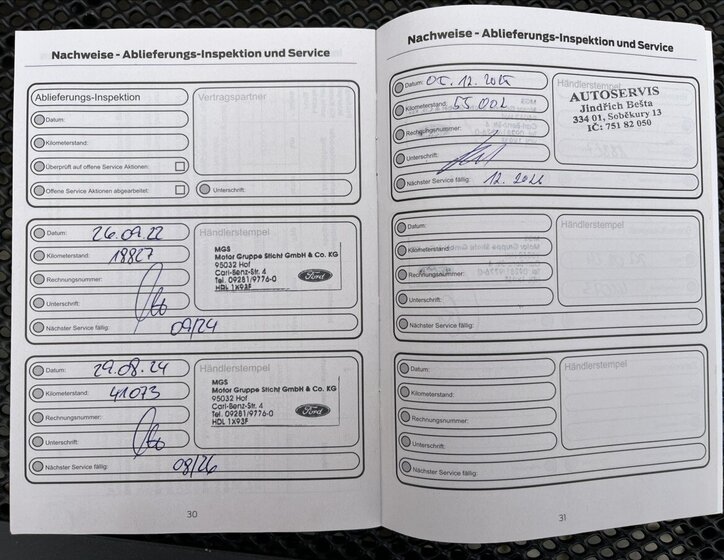 Nachweise - Ablieferungs-Inspektion und Service
Ablieferungs-Inspektion
Vertragspartner
Datum:
Kilometerstand:
Überprüft auf offene Service Aktionen:
Offene Service Aktionen abgearbeitet:
Unterschrift:
Datum: 26.09.22
Händlerstempel
Kilometerstand: 18827
MGS
Motor Gruppe Sticht GmbH & Co. KG
95032 Hof
Carl-Benz-Str. 4
Tel. 09281/9776-0
HDL 1X93F
Ford
Rechnungsnummer:
Unterschrift:
Nächster Service fällig: 09/24
Datum: 29.08.24
Händlerstempel
Kilometerstand: 41073
MGS
Motor Gruppe Sticht GmbH & Co. KG
95032 Hof
Carl-Benz-Str. 4
Tel. 09281/9776-0
HDL 1X93F
Ford
Rechnungsnummer:
Unterschrift:
Nächster Service fällig: 08/26
30
Nachweise - Ablieferungs-Inspektion und Service
Datum:
Händlerstempel
Kilometerstand: 55.002
AUTOSERVIS
Jindřich Bešta
334 01, Soběkury 13
IČ: 751 82 050
Rechnungsnummer:
Unterschrift:
Nächster Service fällig: 12.
Datum:
Händlerstempel
Kilometerstand:
Rechnungsnummer:
Unterschrift:
Nächster Service fällig:
Datum:
Händlerstempel
Kilometerstand:
Rechnungsnummer:
Unterschrift:
Nächster Service fällig:
31